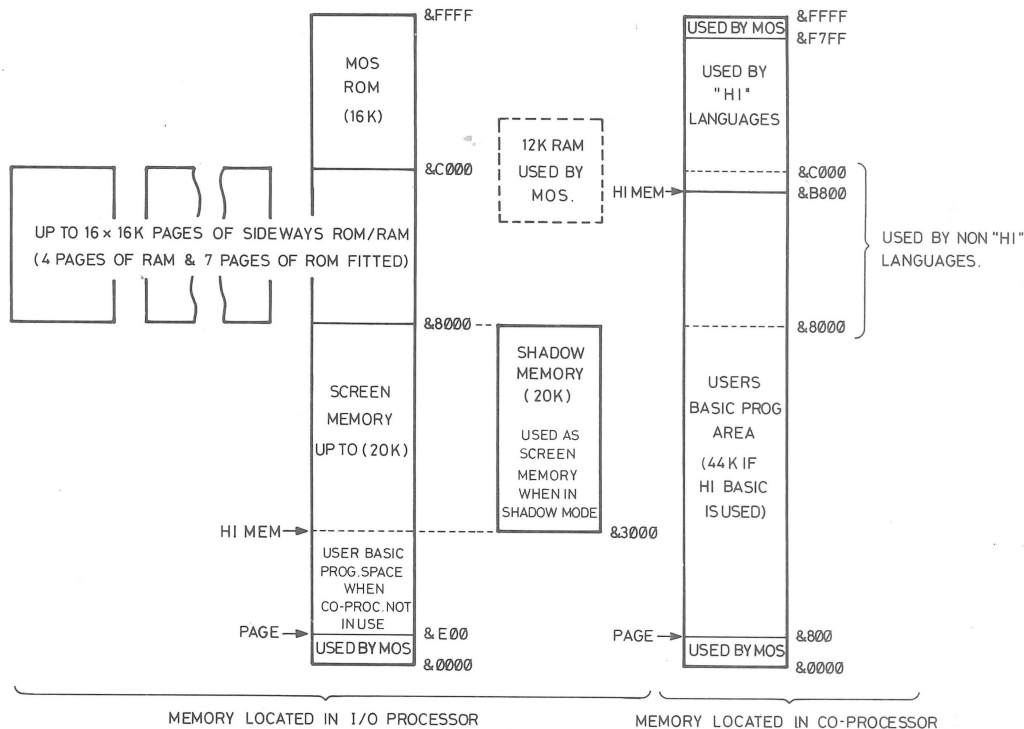 &FFFF
MOS
ROM
(16K)
&C000
UP TO 16 × 16K PAGES OF SIDEWAYS ROM/RAM
(4 PAGES OF RAM & 7 PAGES OF ROM FITTED)
&8000
SCREEN
MEMORY
UP TO (20K)
HI MEM
&3000
USER BASIC
PROG. SPACE
WHEN
CO-PROC. NOT
IN USE
PAGE
&E00
USED BY MOS
&0000
12K RAM
USED BY
MOS.
SHADOW
MEMORY
(20K)
USED AS
SCREEN
MEMORY
WHEN IN
SHADOW MODE
&FFFF
USED BY MOS
&F7FF
USED BY
"HI"
LANGUAGES
&C000
HI MEM
&B800
USED BY NON "HI"
LANGUAGES.
&8000
USERS
BASIC PROG
AREA
(44K IF
HI BASIC
IS USED)
PAGE
&800
USED BY MOS
&0000
MEMORY LOCATED IN I/O PROCESSOR
MEMORY LOCATED IN CO-PROCESSOR